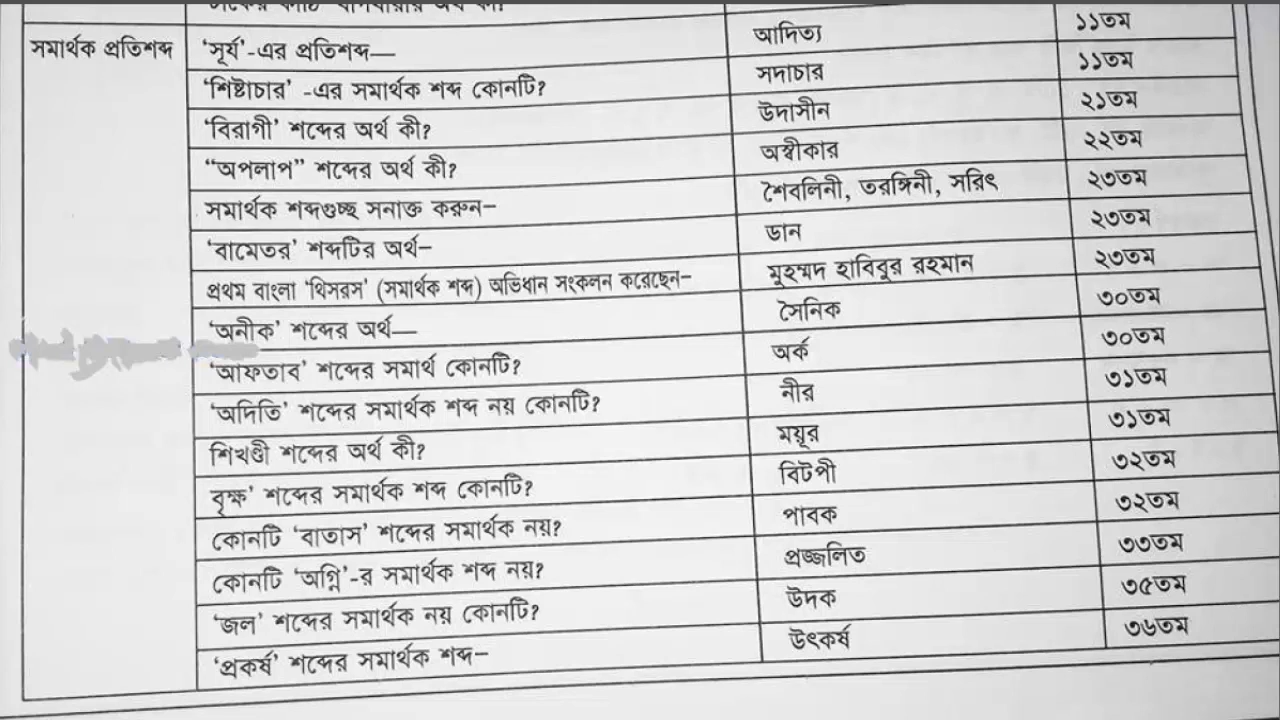 সমার্থক প্রতিশব্দ
'সূর্য'-এর প্রতিশব্দ— আদিত্য ১১তম
'শিষ্টাচার' -এর সমার্থক শব্দ কোনটি? সদাচার ১১তম
'বিরাগী' শব্দের অর্থ কী? উদাসীন ২১তম
“অপলাপ” শব্দের অর্থ কী? অস্বীকার ২২তম
সমার্থক শব্দগুচ্ছ সনাক্ত করুন– শৈবলিনী, তরঙ্গিনী, সরিৎ ২৩তম
'বামেতর' শব্দটির অর্থ– ডান ২৩তম
প্রথম বাংলা 'থিসরস' (সমার্থক শব্দ) অভিধান সংকলন করেছেন– মুহম্মদ হাবিবুর রহমান ২৩তম
'অনীক' শব্দের অর্থ— সৈনিক ৩০তম
'আফতাব' শব্দের সমার্থ কোনটি? অর্ক ৩০তম
'অদিতি' শব্দের সমার্থক শব্দ নয় কোনটি? নীর ৩১তম
শিখণ্ডী শব্দের অর্থ কী? ময়ূর ৩১তম
বৃক্ষ' শব্দের সমার্থক শব্দ কোনটি? বিটপী ৩২তম
কোনটি 'বাতাস' শব্দের সমার্থক নয়? পাবক ৩২তম
কোনটি 'অগ্নি'-র সমার্থক শব্দ নয়? প্রজ্জলিত ৩৩তম
'জল' শব্দের সমার্থক নয় কোনটি? উদক ৩৫তম
'প্রকর্ষ' শব্দের সমার্থক শব্দ– উৎকর্ষ ৩৬তম